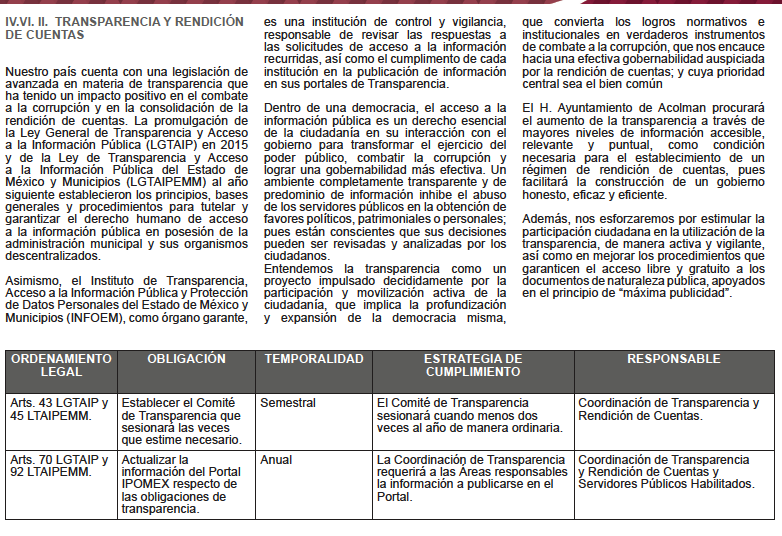 IV.VI. II.  TRANSPARENCIA Y RENDICIÓN
DE CUENTAS
Nuestro país cuenta con una legislación de
avanzada en materia de transparencia que
ha tenido un impacto positivo en el combate
a la corrupción y en la consolidación de la
rendición de cuentas. La promulgación de
la Ley General de Transparencia y Acceso
a la Información Pública (LGTAIP) en 2015
y de la Ley de Transparencia y Acceso
a la Información Pública del Estado de
México y Municipios (LGTAIPEMM) al año
siguiente establecieron los principios, bases
generales y procedimientos para tutelar y
garantizar el derecho humano de acceso
a la información pública en posesión de la
administración municipal y sus organismos
descentralizados.
Asimismo, el Instituto de Transparencia,
Acceso a la Información Pública y Protección
de Datos Personales del Estado de México y
Municipios (INFOEM), como órgano garante,
es una institución de control y vigilancia,
responsable de revisar las respuestas a
las solicitudes de acceso a la información
recurridas, así como el cumplimento de cada
institución en la publicación de información
en sus portales de Transparencia.
Dentro de una democracia, el acceso a la
información pública es un derecho esencial
de la ciudadanía en su interacción con el
gobierno para transformar el ejercicio del
poder público, combatir la corrupción y
lograr una gobernabilidad más efectiva. Un
ambiente completamente transparente y de
predominio de información inhibe el abuso
de los servidores públicos en la obtención de
favores políticos, patrimoniales o personales;
pues están conscientes que sus decisiones
pueden ser revisadas y analizadas por los
ciudadanos.
Entendemos la transparencia como un
proyecto impulsado decididamente por la
participación y movilización activa de la
ciudadanía, que implica la profundización
y expansión de la democracia misma,
que convierta los logros normativos e
institucionales en verdaderos instrumentos
de combate a la corrupción, que nos encauce
hacia una efectiva gobernabilidad auspiciada
por la rendición de cuentas; y cuya prioridad
central sea el bien común
El H. Ayuntamiento de Acolman procurará
el aumento de la transparencia a través de
mayores niveles de información accesible,
relevante y puntual, como condición
necesaria para el establecimiento de un
régimen de rendición de cuentas, pues
facilitará la construcción de un gobierno
honesto, eficaz y eficiente.
Además, nos esforzaremos por estimular la
participación ciudadana en la utilización de la
transparencia, de manera activa y vigilante,
así como en mejorar los procedimientos que
garanticen el acceso libre y gratuito a los
documentos de naturaleza pública, apoyados
en el principio de “máxima publicidad”.
ORDENAMIENTO
LEGAL
OBLIGACIÓN
TEMPORALIDAD
ESTRATEGIA DE
CUMPLIMIENTO
RESPONSABLE
Arts. 43 LGTAIP y
45 LTAIPEMM.
Establecer el Comité
de Transparencia que
sesionará las veces
que estime necesario.
Semestral
El Comité de Transparencia
sesionará cuando menos dos
veces al año de manera ordinaria.
Coordinación de Transparencia y
Rendición de Cuentas.
Arts. 70 LGTAIP y
92 LTAIPEMM.
Actualizar la
información del Portal
IPOMEX respecto de
las obligaciones de
transparencia.
Anual
La Coordinación de Transparencia
requerirá a las Áreas responsables
la información a publicarse en el
Portal.
Coordinación de Transparencia
y Rendición de Cuentas y
Servidores Públicos Habilitados.